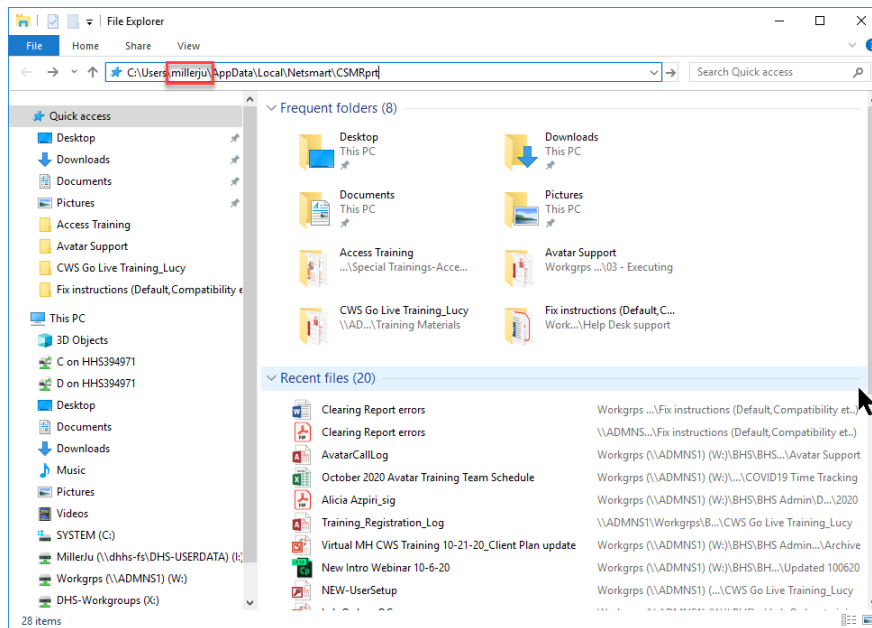 File Explorer
File Home Share View
C:\Users\millerju\AppData\Local\Netsmart\CSMRprt
Search Quick access
Quick access
Desktop
Downloads
Documents
Pictures
Access Training
Avatar Support
CWS Go Live Training_Lucy
Fix instructions (Default,Compatibility e
This PC
3D Objects
C on HHS394971
D on HHS394971
Desktop
Documents
Downloads
Music
Pictures
Videos
SYSTEM (C:)
MillerJu (\\dhhs-fs\DHS-USERDATA) (I:)
Workgrps (\\ADMNS1) (W:)
DHS-Workgroups (X:)
Frequent folders (8)
Desktop
This PC
Downloads
This PC
Documents
This PC
Pictures
This PC
Access Training
...\Special Trainings-Acce...
Avatar Support
Workgrps ...\03 - Executing
CWS Go Live Training_Lucy
\\AD...\Training Materials
Fix instructions (Default,C...
Work...\Help Desk support
Recent files (20)
Clearing Report errors Workgrps ...\Fix instructions (Default,Compatibility et..)
Clearing Report errors \\ADMNS...\Fix instructions (Default,Compatibility et..)
AvatarCallLog Workgrps (\\ADMNS1) (W:)\BHS\BHS...\Avatar Support
October 2020 Avatar Training Team Schedule Workgrps (\\ADMNS1) (W:)\...\COVID19 Time Tracking
Alicia Azpiri_sig Workgrps (\\ADMNS1) (W:)\BHS\BHS Admin\D...\2020
Training_Registration_Log \\ADMNS1\Workgrps\B...\CWS Go Live Training_Lucy
Virtual MH CWS Training 10-21-20_Client Plan update Workgrps (\\ADMNS1) (W:)\BHS\BHS Admin...\Archive
New Intro Webinar 10-6-20 Workgrps (\\ADMNS1) (W:)\BHS\BH...\Updated 100620
NEW-UserSetup Workgrps (\\ADMNS1) (...\CWS Go Live Training_Lucy
28 items